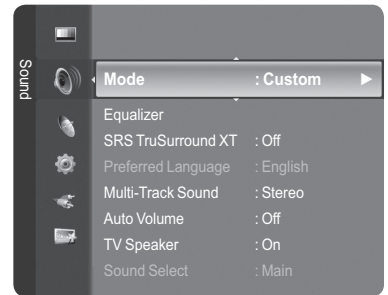 Sound
Mode : Custom ►
Equalizer
SRS TruSurround XT : Off
Preferred Language : English
Multi-Track Sound : Stereo
Auto Volume : Off
TV Speaker : On
Sound Select : Main